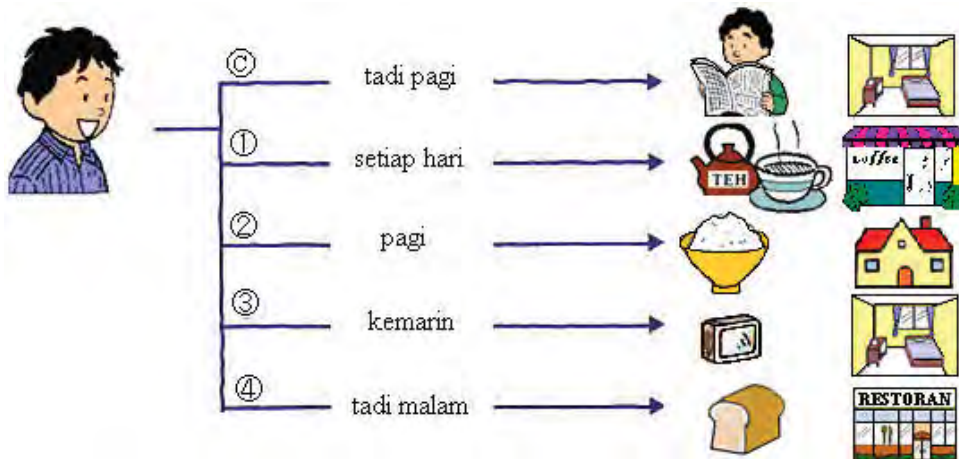 Ⓒ tadi pagi
① setiap hari
TEH
coffee
② pagi
③ kemarin
④ tadi malam
RESTORAN